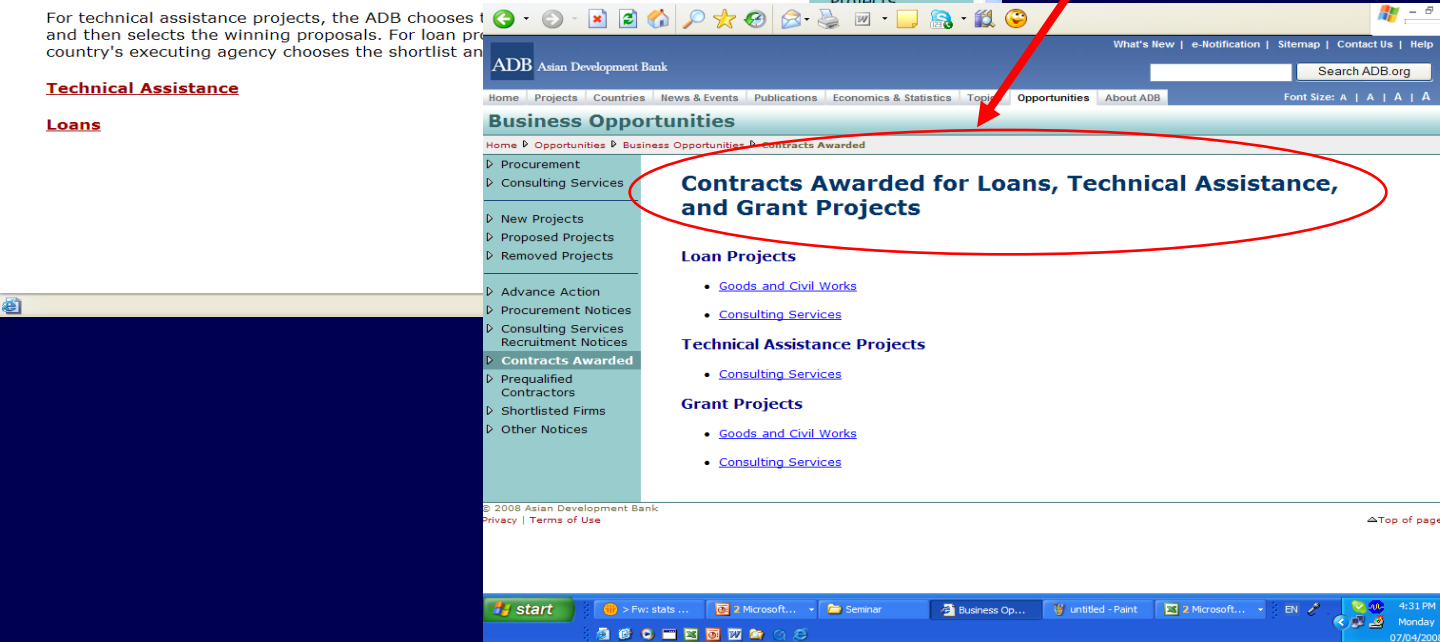 For technical assistance projects, the ADB chooses
and then selects the winning proposals. For loan
country's executing agency chooses the shortlist
Technical Assistance
Loans
What's New | e-Notification | Sitemap | Contact Us | Help
ADB Asian Development Bank
Search ADB.org
Home Projects Countries News & Events Publications Economics & Statistics Opportunities About ADB
Font Size: A | A | A | A
Business Opportunities
Home Opportunities Business Opportunities Contracts Awarded
Procurement
Consulting Services
New Projects
Proposed Projects
Removed Projects
Advance Action
Procurement Notices
Consulting Services
Recruitment Notices
Contracts Awarded
Prequalified
Contractors
Shortlisted Firms
Other Notices
Contracts Awarded for Loans, Technical Assistance,
and Grant Projects
Loan Projects
• Goods and Civil Works
• Consulting Services
Technical Assistance Projects
• Consulting Services
Grant Projects
• Goods and Civil Works
• Consulting Services
© 2008 Asian Development Bank
Privacy | Terms of Use
Top of page
start > Fw: stats ... 2 Microsoft... Seminar Business Op... untitled - Paint 2 Microsoft... EN 4:31 PM
Monday